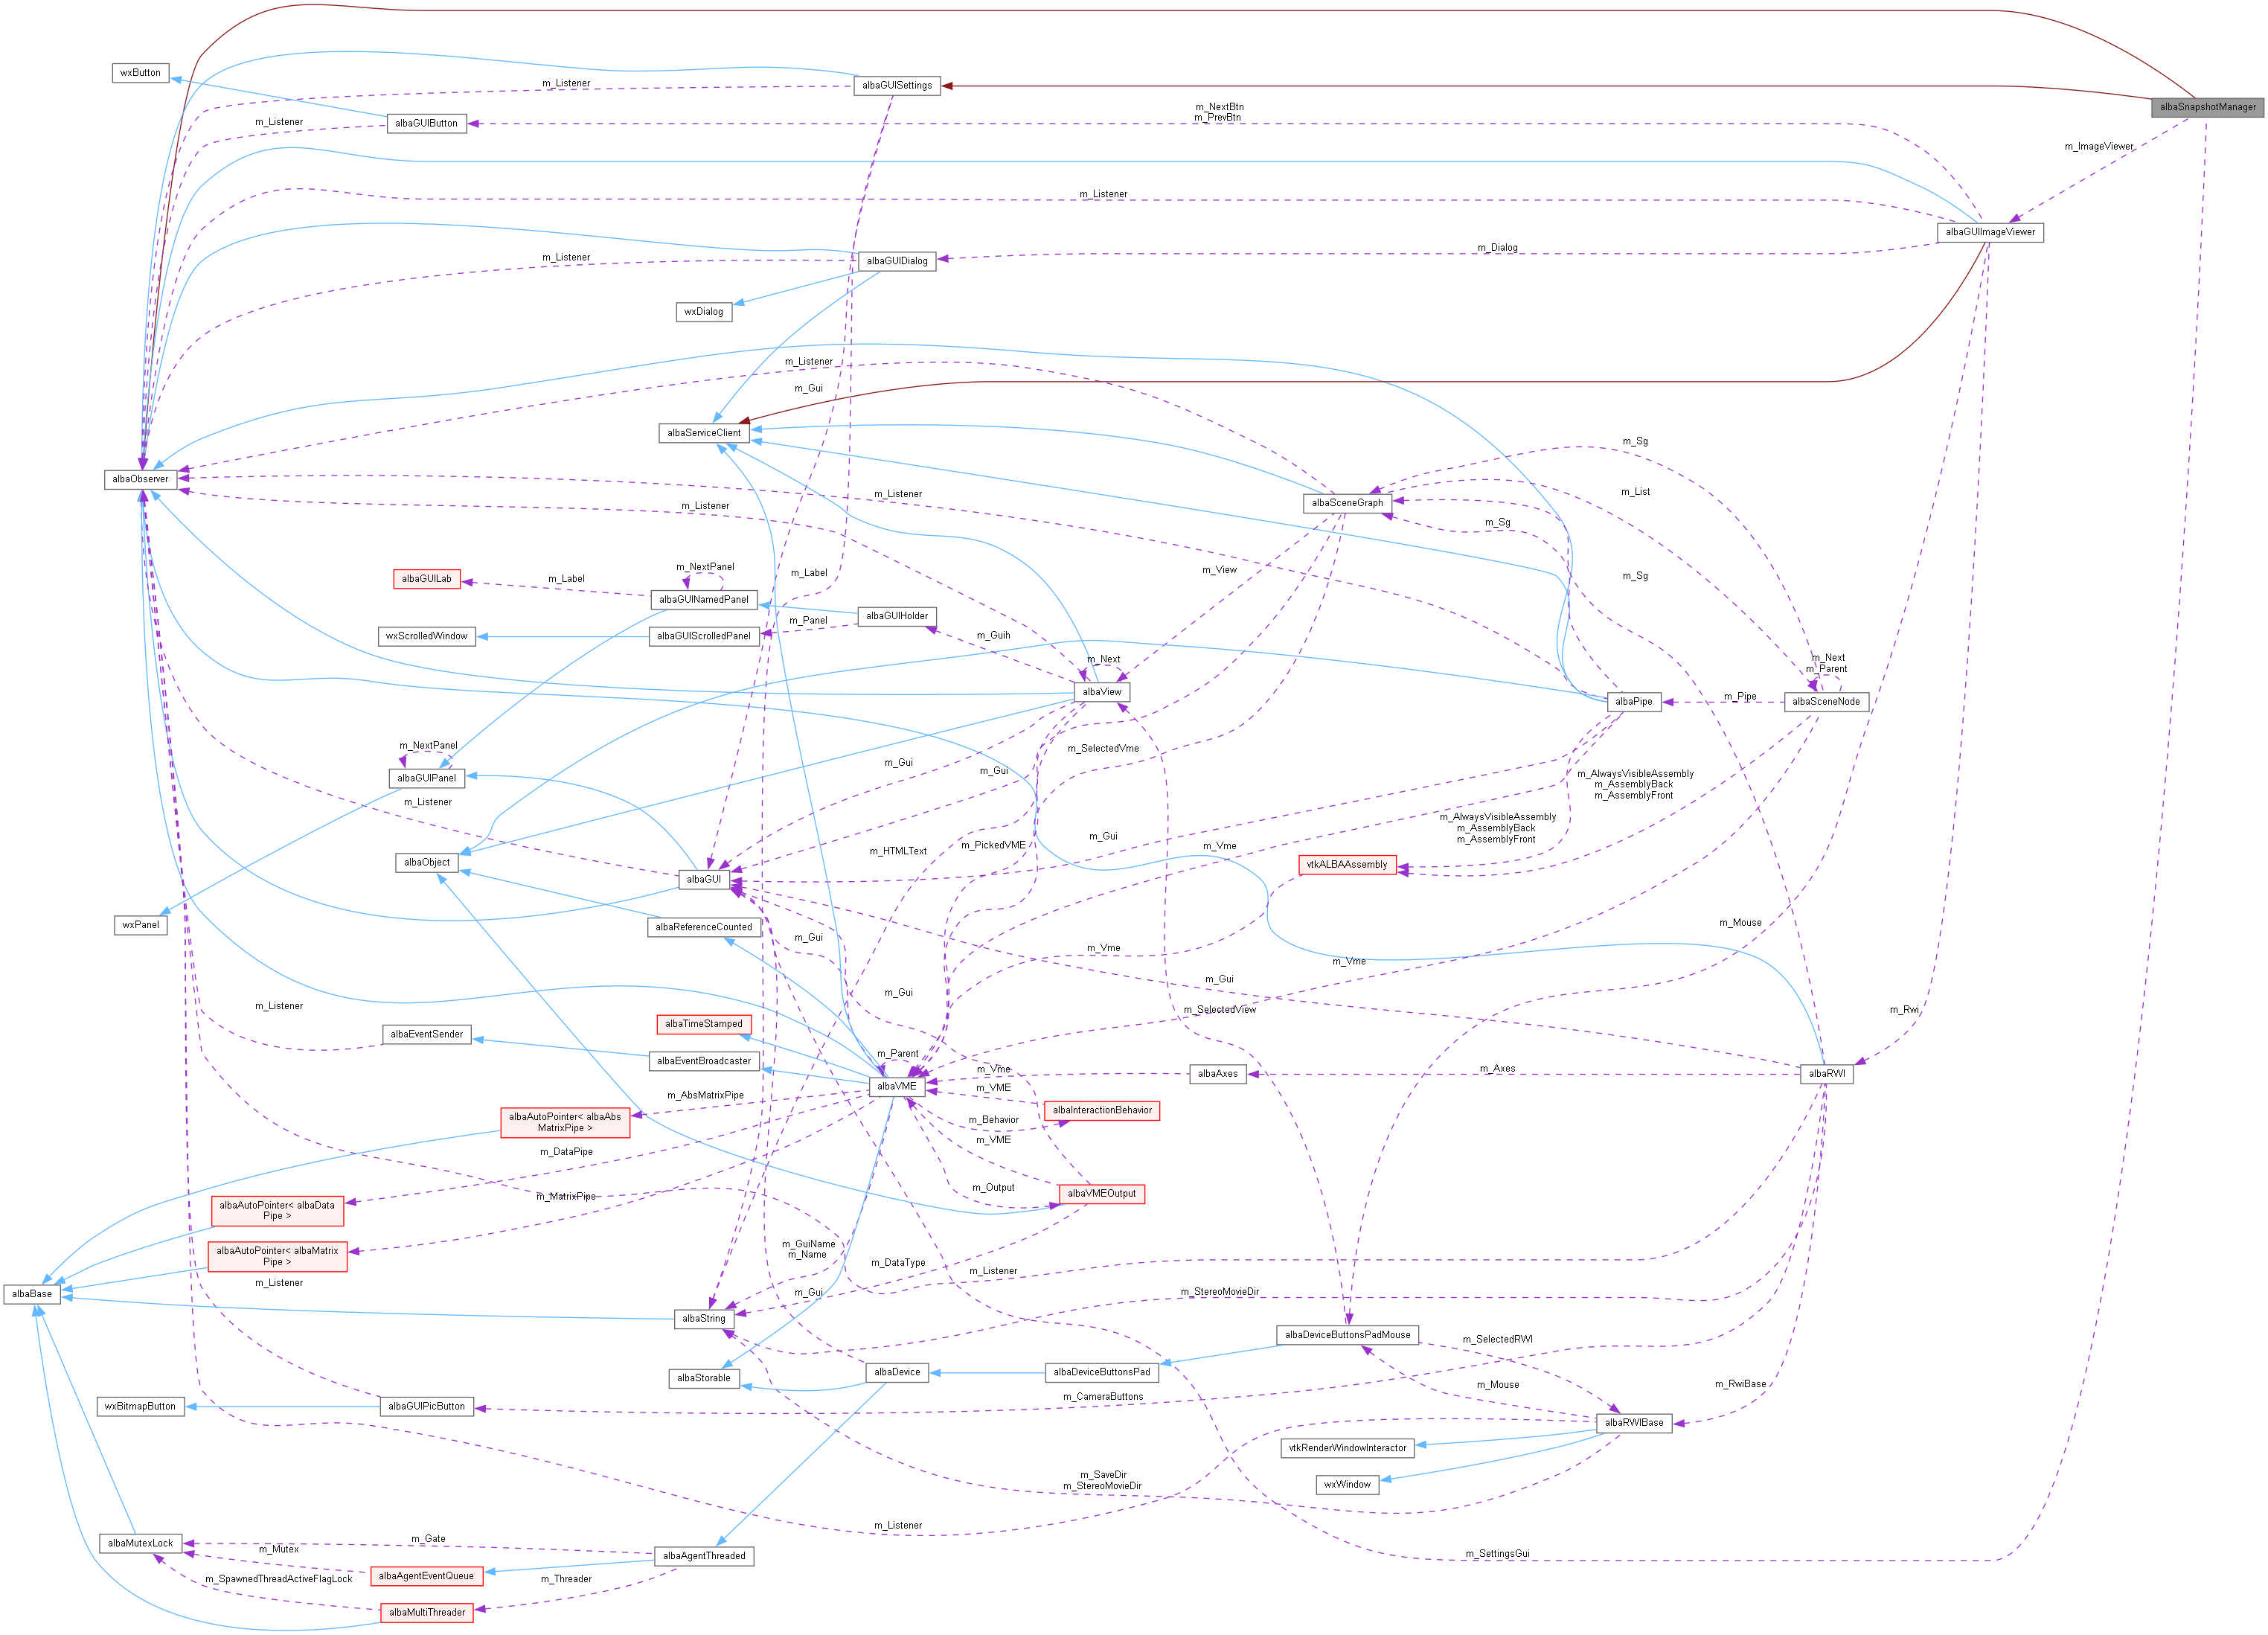 wxButton
m_Listener
albaGUISettings
albaSnapshotManager
m_NextBtn
m_PrevBtn
m_Listener
albaGUIButton
m_ImageViewer
m_Listener
albaGUIImageViewer
m_Dialog
m_Listener
albaGUIDialog
wxDialog
m_Listener
m_Gui
albaServiceClient
m_Sg
albaObserver
m_Listener
m_List
albaSceneGraph
m_Listener
m_Sg
m_NextPanel
m_View
m_Label
m_Sg
albaGUILab
m_Label
albaGUINamedPanel
albaGUIHolder
m_Panel
wxScrolledWindow
albaGUIScrolledPanel
m_Guih
m_Next
m_Next
m_Parent
albaView
albaPipe
m_Pipe
albaSceneNode
m_NextPanel
m_SelectedVme
m_Gui
m_Gui
albaGUIPanel
m_AlwaysVisibleAssembly
m_AssemblyBack
m_AssemblyFront
m_Listener
m_AlwaysVisibleAssembly
m_AssemblyBack
m_AssemblyFront
m_Gui
m_HTMLText
m_PickedVME
m_Vme
albaObject
vtkALBAAssembly
albaGUI
wxPanel
albaReferenceCounted
m_Mouse
m_Gui
m_Vme
m_Vme
m_Gui
m_Gui
m_Listener
m_SelectedView
m_Rwi
albaTimeStamped
albaEventSender
albaEventBroadcaster
m_Parent
m_Vme
albaAxes
m_Axes
albaRWI
albaVME
m_VME
m_AbsMatrixPipe
albaAutoPointer< albaAbs
MatrixPipe >
albaInteractionBehavior
m_Behavior
m_VME
m_DataPipe
m_Output
albaVMEOutput
m_MatrixPipe
albaAutoPointer< albaData
Pipe >
m_GuiName
m_Name
albaAutoPointer< albaMatrix
Pipe >
m_DataType
m_Listener
m_Listener
m_Gui
m_StereoMovieDir
albaBase
albaString
albaDeviceButtonsPadMouse
m_SelectedRWI
albaStorable
albaDevice
albaDeviceButtonsPad
m_CameraButtons
m_Mouse
m_RwiBase
wxBitmapButton
albaGUIPicButton
albaRWIBase
vtkRenderWindowInteractor
m_SaveDir
m_StereoMovieDir
wxWindow
m_Listener
m_Gate
albaMutexLock
m_Mutex
albaAgentThreaded
m_SettingsGui
albaAgentEventQueue
m_SpawnedThreadActiveFlagLock
m_Threader
albaMultiThreader